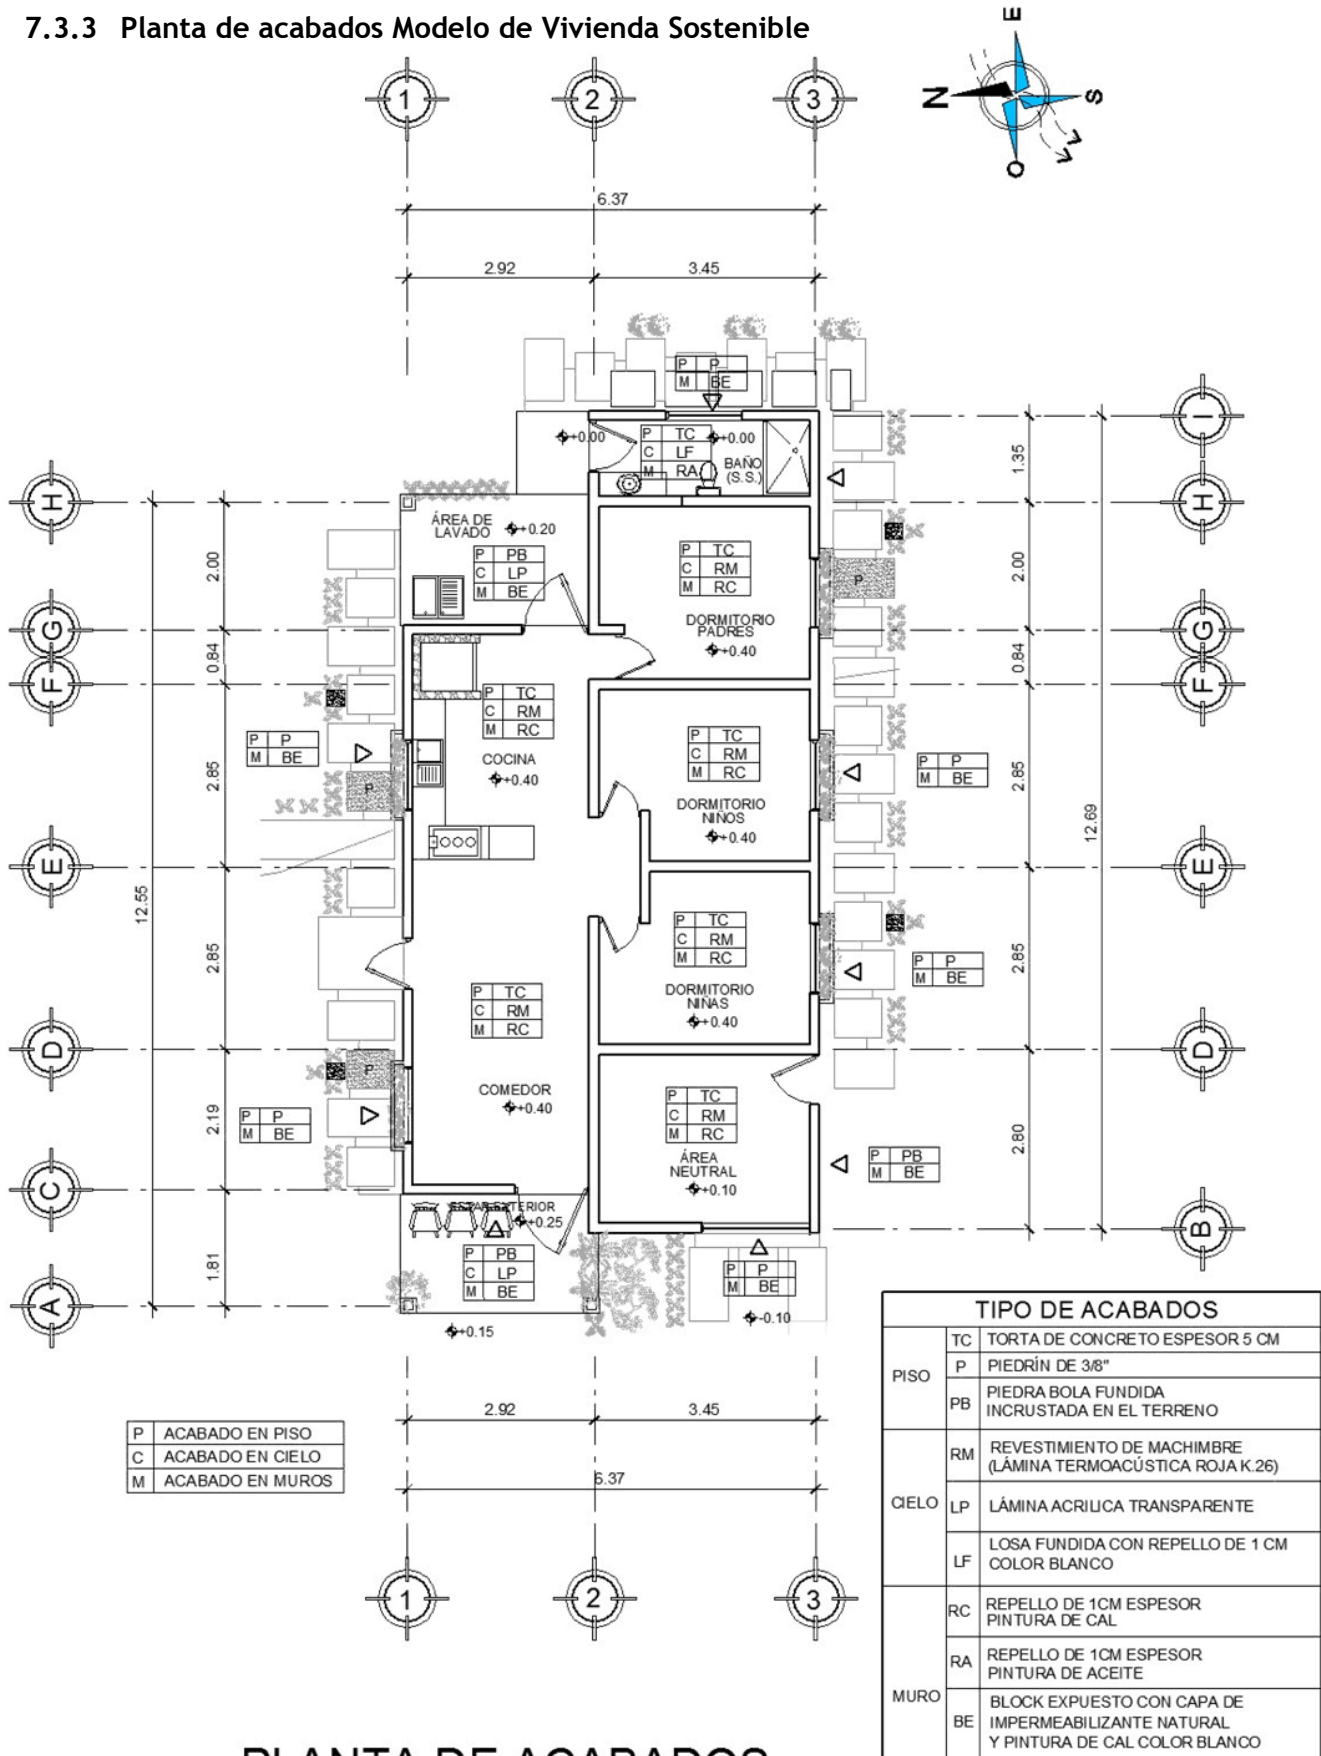 7.3.3 Planta de acabados Modelo de Vivienda Sostenible
E
N
S
O
1
2
3
6.37
2.92
3.45
P P
M BE
I
1.35
+0.00
P TC
C LF
M RA
+0.00
BAÑO
(S.S.)
H
H
ÁREA DE
LAVADO
+0.20
P PB
C LP
M BE
2.00
P TC
C RM
M RC
DORMITORIO
PADRES
+0.40
P
2.00
G
G
0.84
0.84
F
F
P TC
C RM
M RC
COCINA
+0.40
P P
M BE
P
2.85
P TC
C RM
M RC
DORMITORIO
NIÑOS
+0.40
P P
M BE
2.85
12.69
E
E
12.55
2.85
P TC
C RM
M RC
DORMITORIO
NIÑAS
+0.40
P P
M BE
2.85
P TC
C RM
M RC
COMEDOR
+0.40
D
D
P
P P
M BE
2.19
P TC
C RM
M RC
ÁREA
NEUTRAL
+0.10
P PB
M BE
2.80
C
B
ESTAR EXTERIOR
+0.25
P PB
C LP
M BE
1.81
P P
M BE
-0.10
A
+0.15
2.92
3.45
6.37
1
2
3
P ACABADO EN PISO
C ACABADO EN CIELO
M ACABADO EN MUROS
TIPO DE ACABADOS
PISO
TC TORTA DE CONCRETO ESPESOR 5 CM
P PIEDRÍN DE 3/8"
PB PIEDRA BOLA FUNDIDA
INCRUSTADA EN EL TERRENO
CIELO
RM REVESTIMIENTO DE MACHIMBRE
(LÁMINA TERMOACÚSTICA ROJA K.26)
LP LÁMINA ACRILICA TRANSPARENTE
LF LOSA FUNDIDA CON REPELLO DE 1 CM
COLOR BLANCO
MURO
RC REPELLO DE 1CM ESPESOR
PINTURA DE CAL
RA REPELLO DE 1CM ESPESOR
PINTURA DE ACEITE
BE BLOCK EXPUESTO CON CAPA DE
IMPERMEABILIZANTE NATURAL
Y PINTURA DE CAL COLOR BLANCO
PLANTA DE ACABADOS